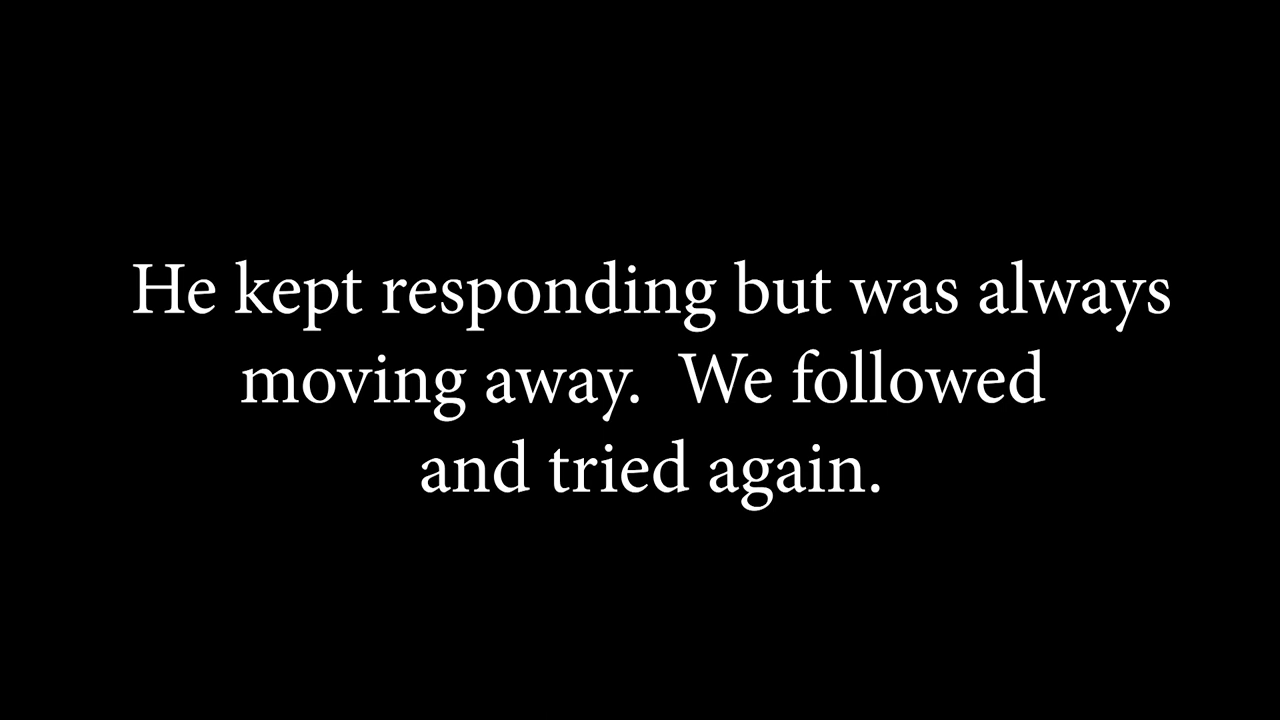 He kept responding but was always
moving away.  We followed
and tried again.